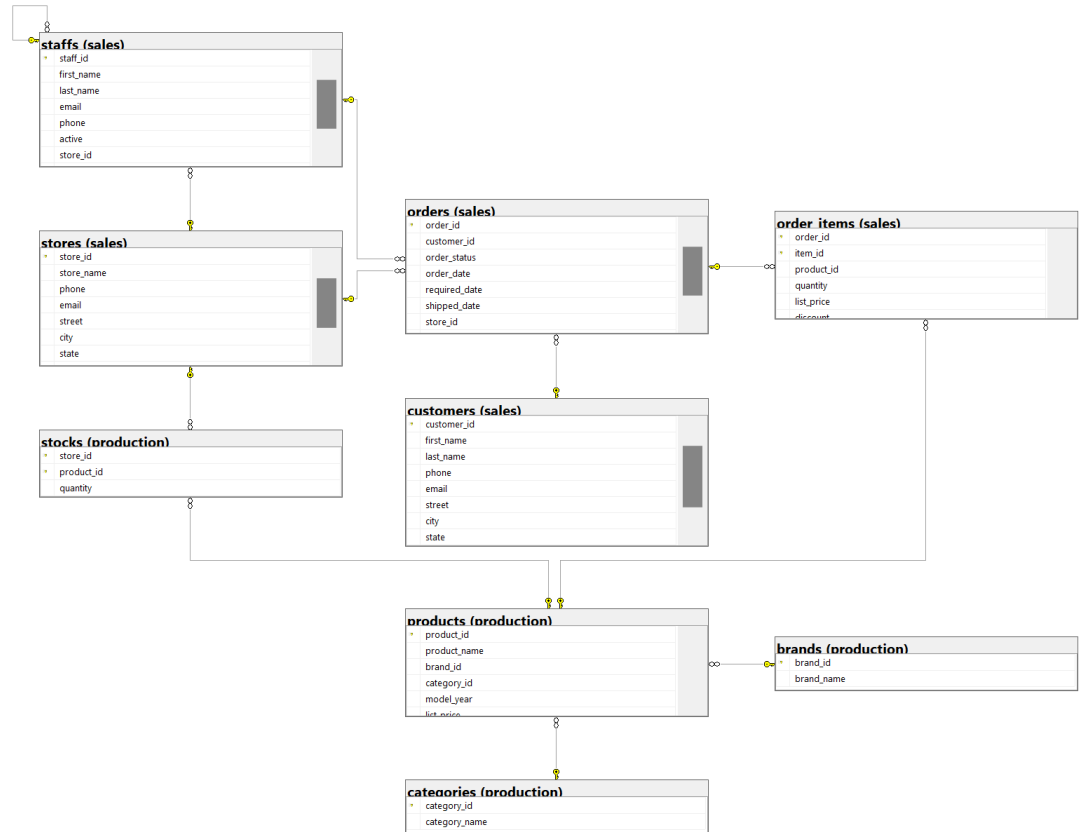 staffs (sales)
staff_id
first_name
last_name
email
phone
active
store_id
stores (sales)
store_id
store_name
phone
email
street
city
state
stocks (production)
store_id
product_id
quantity
orders (sales)
order_id
customer_id
order_status
order_date
required_date
shipped_date
store_id
customers (sales)
customer_id
first_name
last_name
phone
email
street
city
state
order_items (sales)
order_id
item_id
product_id
quantity
list_price
discount
products (production)
product_id
product_name
brand_id
category_id
model_year
list_price
brands (production)
brand_id
brand_name
categories (production)
category_id
category_name